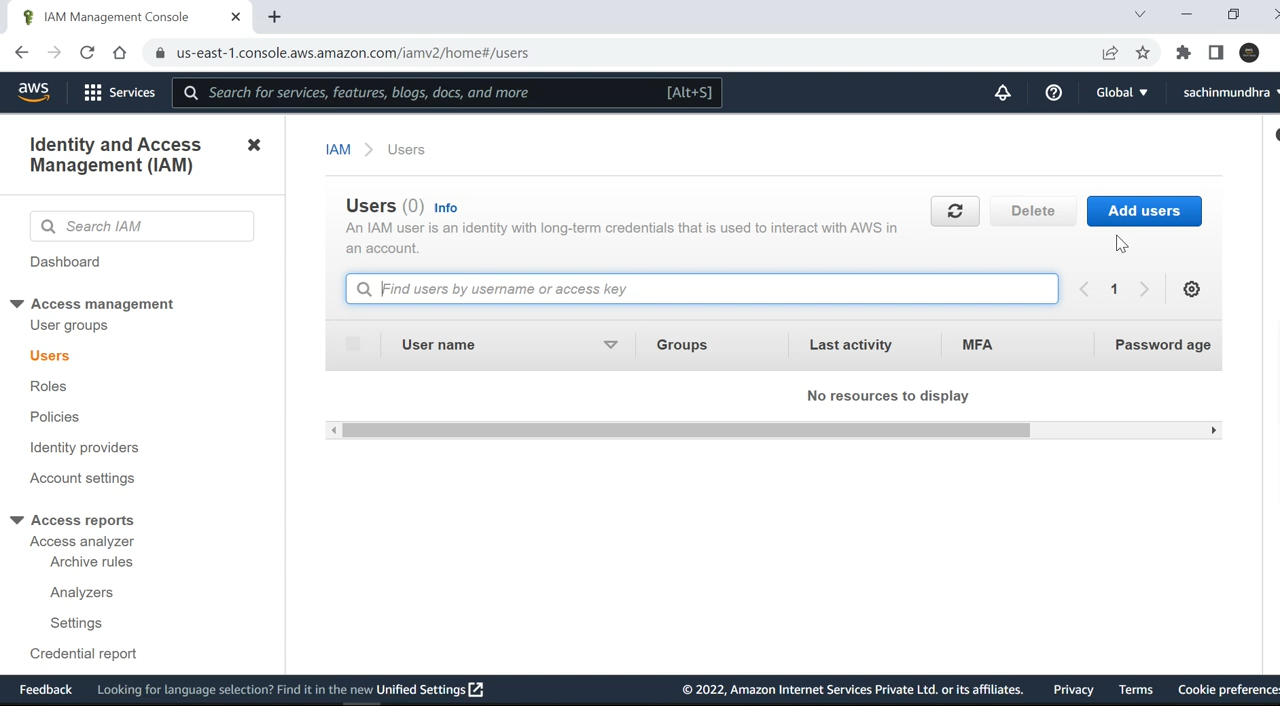 IAM Management Console
us-east-1.console.aws.amazon.com/iamv2/home#/users
aws
Services
Search for services, features, blogs, docs, and more [Alt+S]
Global
sachinmundhra
Identity and Access
Management (IAM)
Search IAM
Dashboard
Access management
User groups
Users
Roles
Policies
Identity providers
Account settings
Access reports
Access analyzer
Archive rules
Analyzers
Settings
Credential report
IAM > Users
Users (0) Info
An IAM user is an identity with long-term credentials that is used to interact with AWS in
an account.
Delete
Add users
Find users by username or access key
1
User name Groups Last activity MFA Password age
No resources to display
Feedback Looking for language selection? Find it in the new Unified Settings
© 2022, Amazon Internet Services Private Ltd. or its affiliates. Privacy Terms Cookie preferences